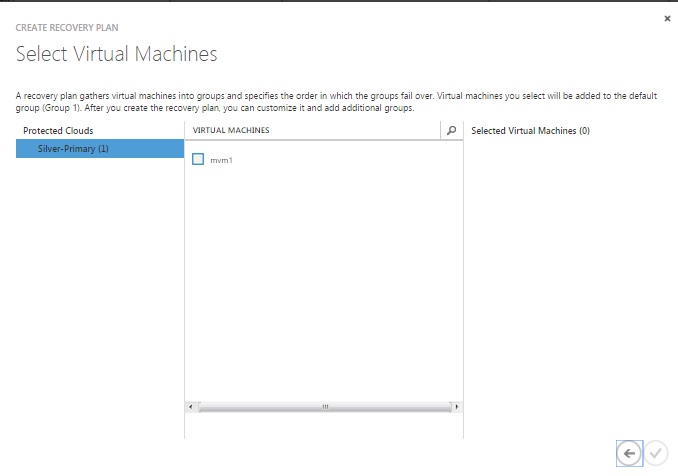 CREATE RECOVERY PLAN
Select Virtual Machines
A recovery plan gathers virtual machines into groups and specifies the order in which the groups fail over. Virtual machines you select will be added to the default
group (Group 1). After you create the recovery plan, you can customize it and add additional groups.
Protected Clouds
VIRTUAL MACHINES
Selected Virtual Machines (0)
Silver-Primary (1)
mvm1